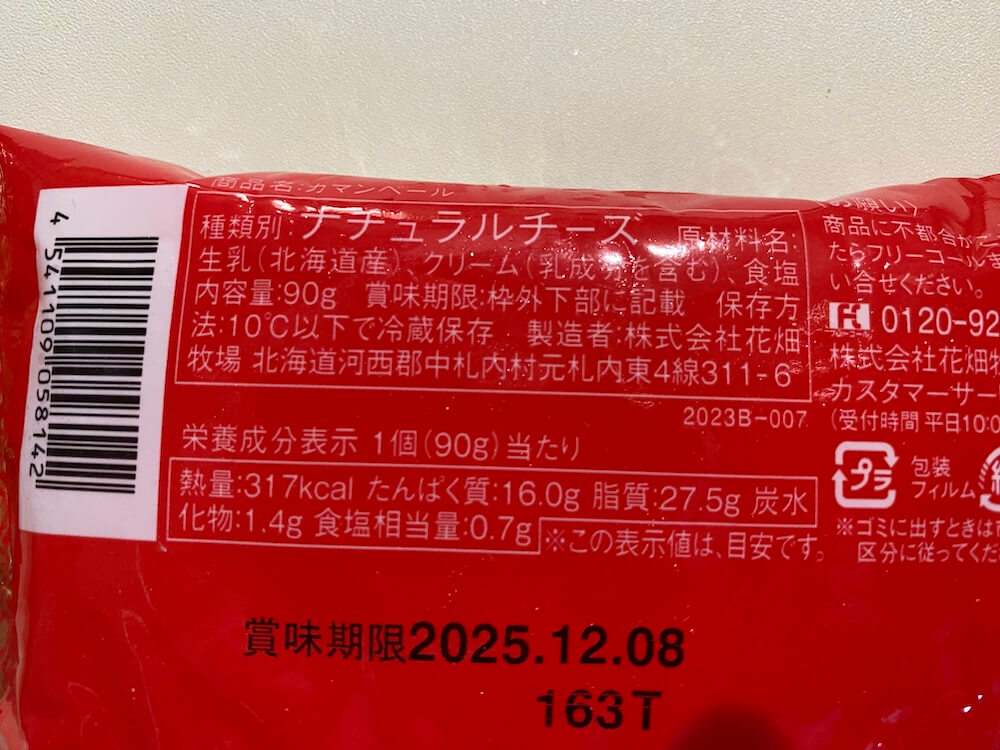 商品名:カマンベール
種類別:ナチュラルチーズ 原材料名:
生乳(北海道産)、クリーム(乳成分を含む)、食塩
内容量:90g 賞味期限:枠外下部に記載 保存方
法:10℃以下で冷蔵保存 製造者:株式会社花畑
牧場 北海道河西郡中札内村元札内東4線311-6
2023B-007
栄養成分表示 1個(90g)当たり
熱量:317kcal たんぱく質:16.0g 脂質:27.5g 炭水
化物:1.4g 食塩相当量:0.7g ※この表示値は、目安です。
賞味期限2025.12.08
163T
4 541109 058142
お願い〉
商品に不都合が
たらフリーコール
い合せください。
0120-92
株式会社花畑牧
カスタマーサー
(受付時間 平日10:0
プラ
包装
フィルム
※ゴミに出すときは
区分に従ってくだ